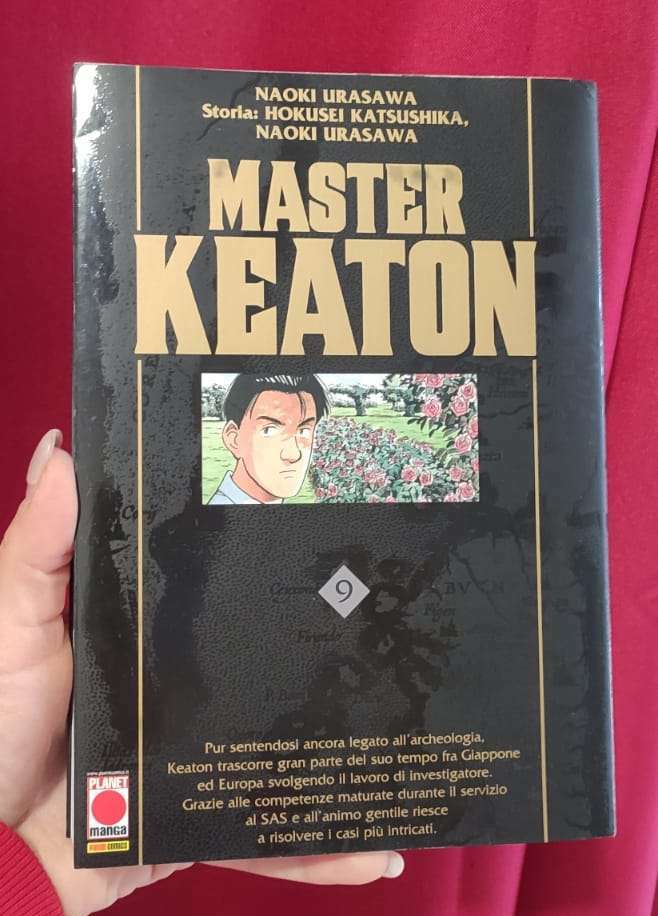 NAOKI URASAWA
Storia: HOKUSEI KATSUSHIKA,
NAOKI URASAWA
MASTER
KEATON
9
Pur sentendosi ancora legato all'archeologia,
Keaton trascorre gran parte del suo tempo fra Giappone
ed Europa svolgendo il lavoro di investigatore.
Grazie alle competenze maturate durante il servizio
al SAS e all'animo gentile riesce
a risolvere i casi più intricati.
PLANET
manga